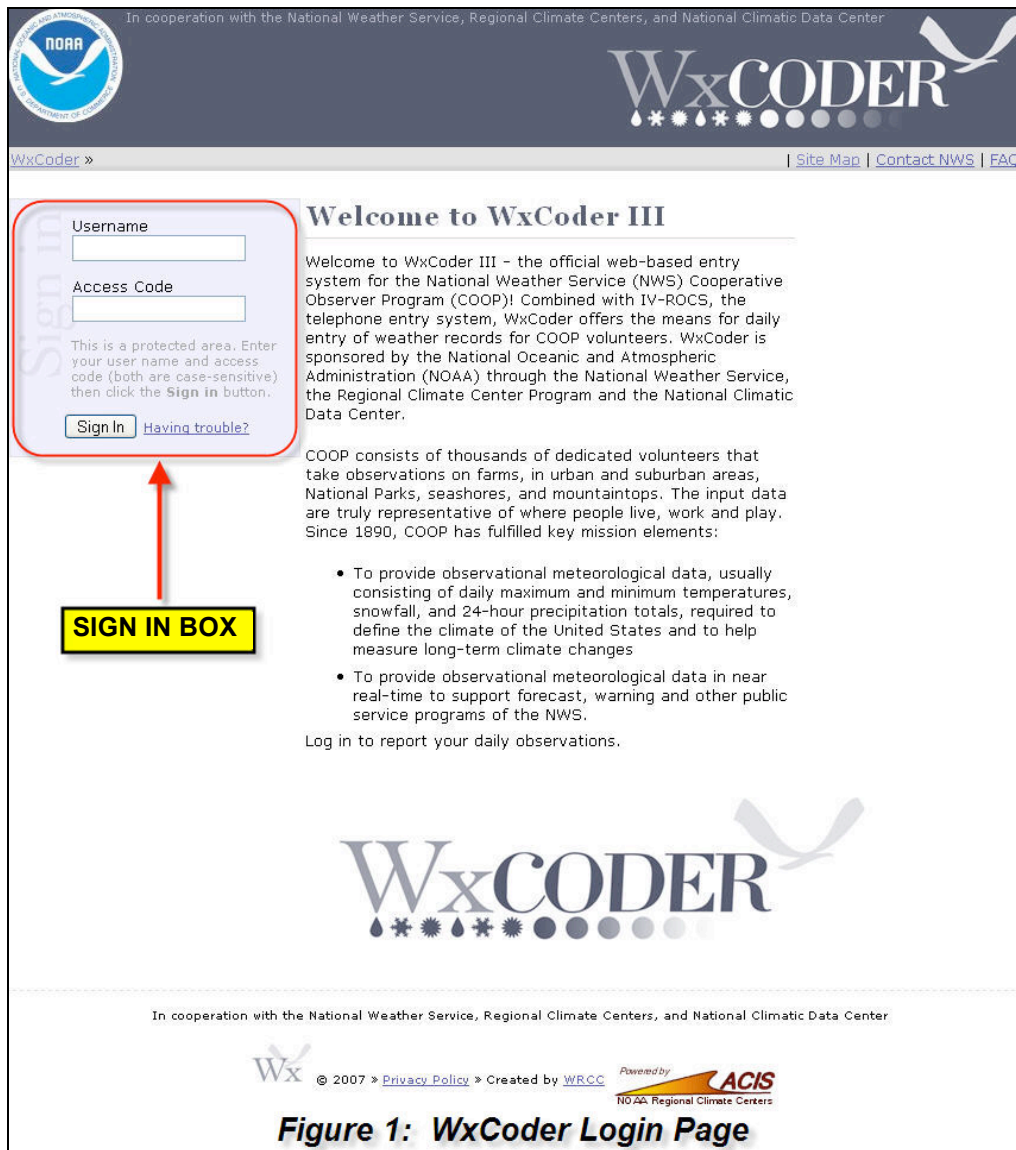 In cooperation with the National Weather Service, Regional Climate Centers, and National Climatic Data Center
NATIONAL OCEANIC AND ATMOSPHERIC ADMINISTRATION
U.S. DEPARTMENT OF COMMERCE
NOAA
WxCODER
WxCoder »
| Site Map | Contact NWS | FAQ
Sign in
Username
Access Code
This is a protected area. Enter
your user name and access
code (both are case-sensitive)
then click the Sign in button.
Sign In Having trouble?
SIGN IN BOX
Welcome to WxCoder III
Welcome to WxCoder III - the official web-based entry
system for the National Weather Service (NWS) Cooperative
Observer Program (COOP)! Combined with IV-ROCS, the
telephone entry system, WxCoder offers the means for daily
entry of weather records for COOP volunteers. WxCoder is
sponsored by the National Oceanic and Atmospheric
Administration (NOAA) through the National Weather Service,
the Regional Climate Center Program and the National Climatic
Data Center.
COOP consists of thousands of dedicated volunteers that
take observations on farms, in urban and suburban areas,
National Parks, seashores, and mountaintops. The input data
are truly representative of where people live, work and play.
Since 1890, COOP has fulfilled key mission elements:
• To provide observational meteorological data, usually
consisting of daily maximum and minimum temperatures,
snowfall, and 24-hour precipitation totals, required to
define the climate of the United States and to help
measure long-term climate changes
• To provide observational meteorological data in near
real-time to support forecast, warning and other public
service programs of the NWS.
Log in to report your daily observations.
WxCODER
In cooperation with the National Weather Service, Regional Climate Centers, and National Climatic Data Center
Wx © 2007 » Privacy Policy » Created by WRCC
Powered by ACIS
NOAA Regional Climate Centers
Figure 1: WxCoder Login Page